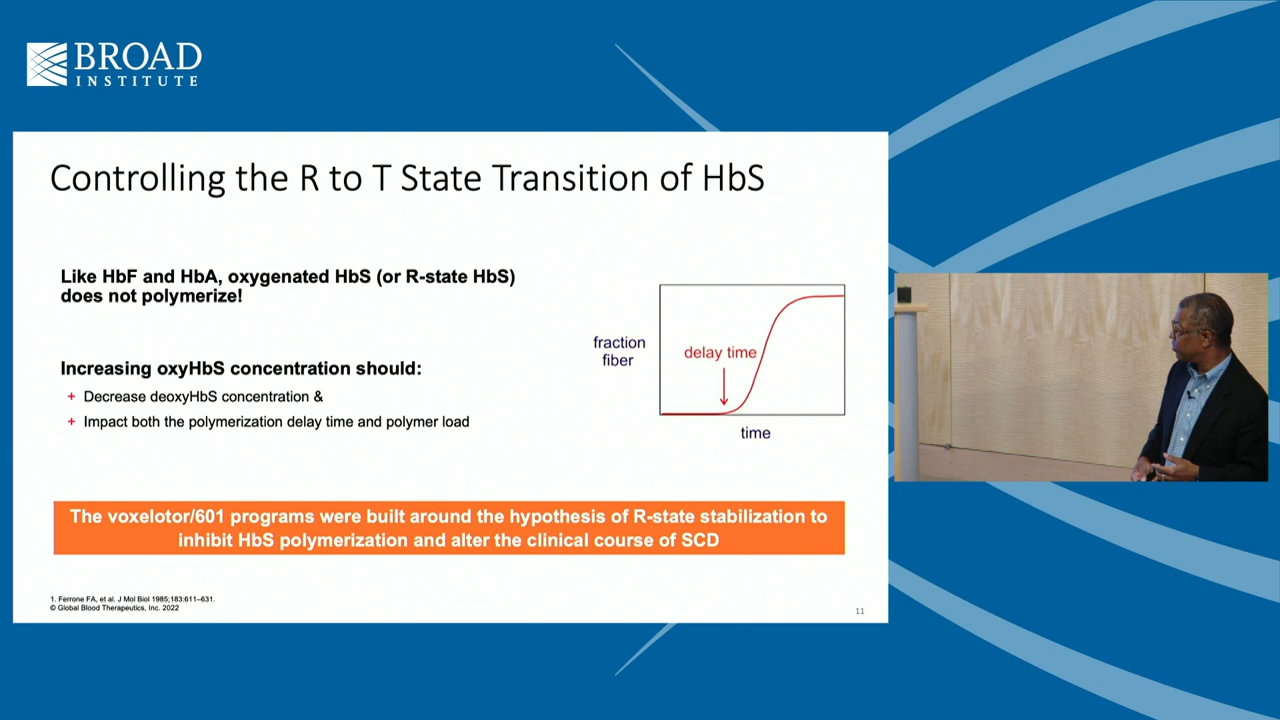 BROAD
INSTITUTE
Controlling the R to T State Transition of HbS
Like HbF and HbA, oxygenated HbS (or R-state HbS)
does not polymerize!
Increasing oxyHbS concentration should:
+ Decrease deoxyHbS concentration &
+ Impact both the polymerization delay time and polymer load
fraction
fiber
delay time
time
The voxelotor/601 programs were built around the hypothesis of R-state stabilization to
inhibit HbS polymerization and alter the clinical course of SCD
1. Ferrone FA, et al. J Mol Biol 1985;183:611–631.
© Global Blood Therapeutics, Inc. 2022
11